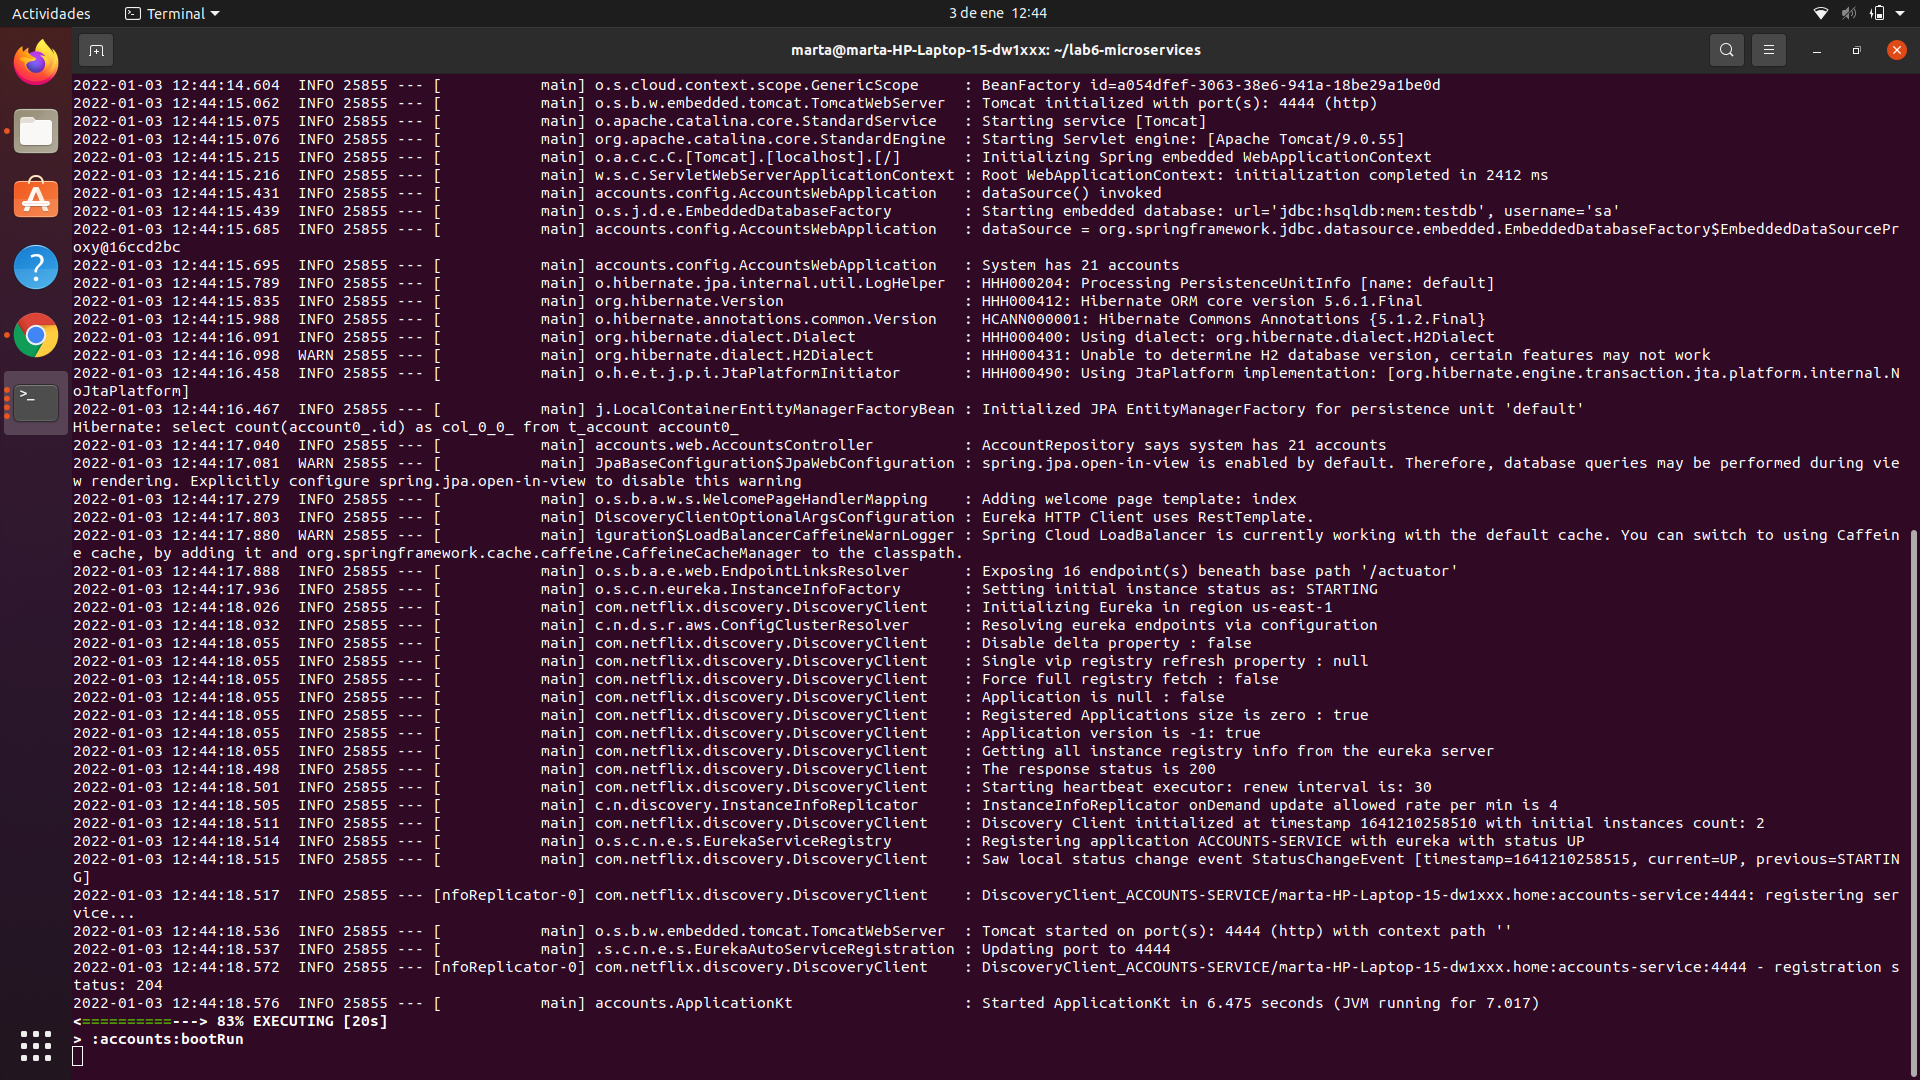 Actividades
Terminal
3 de ene  12:44
marta@marta-HP-Laptop-15-dw1xxx: ~/lab6-microservices
2022-01-03 12:44:14.604  INFO 25855 --- [           main] o.s.cloud.context.scope.GenericScope     : BeanFactory id=a054dfef-3063-38e6-941a-18be29a1be0d
2022-01-03 12:44:15.062  INFO 25855 --- [           main] o.s.b.w.embedded.tomcat.TomcatWebServer  : Tomcat initialized with port(s): 4444 (http)
2022-01-03 12:44:15.075  INFO 25855 --- [           main] o.apache.catalina.core.StandardService   : Starting service [Tomcat]
2022-01-03 12:44:15.076  INFO 25855 --- [           main] org.apache.catalina.core.StandardEngine  : Starting Servlet engine: [Apache Tomcat/9.0.55]
2022-01-03 12:44:15.215  INFO 25855 --- [           main] o.a.c.c.C.[Tomcat].[localhost].[/]       : Initializing Spring embedded WebApplicationContext
2022-01-03 12:44:15.216  INFO 25855 --- [           main] w.s.c.ServletWebServerApplicationContext : Root WebApplicationContext: initialization completed in 2412 ms
2022-01-03 12:44:15.431  INFO 25855 --- [           main] accounts.config.AccountsWebApplication   : dataSource() invoked
2022-01-03 12:44:15.439  INFO 25855 --- [           main] o.s.j.d.e.EmbeddedDatabaseFactory        : Starting embedded database: url='jdbc:hsqldb:mem:testdb', username='sa'
2022-01-03 12:44:15.685  INFO 25855 --- [           main] accounts.config.AccountsWebApplication   : dataSource = org.springframework.jdbc.datasource.embedded.EmbeddedDatabaseFactory$EmbeddedDataSourcePr
oxy@16ccd2bc
2022-01-03 12:44:15.695  INFO 25855 --- [           main] accounts.config.AccountsWebApplication   : System has 21 accounts
2022-01-03 12:44:15.789  INFO 25855 --- [           main] o.hibernate.jpa.internal.util.LogHelper  : HHH000204: Processing PersistenceUnitInfo [name: default]
2022-01-03 12:44:15.835  INFO 25855 --- [           main] org.hibernate.Version                    : HHH000412: Hibernate ORM core version 5.6.1.Final
2022-01-03 12:44:15.988  INFO 25855 --- [           main] o.hibernate.annotations.common.Version   : HCANN000001: Hibernate Commons Annotations {5.1.2.Final}
2022-01-03 12:44:16.091  INFO 25855 --- [           main] org.hibernate.dialect.Dialect            : HHH000400: Using dialect: org.hibernate.dialect.H2Dialect
2022-01-03 12:44:16.098  WARN 25855 --- [           main] org.hibernate.dialect.H2Dialect          : HHH000431: Unable to determine H2 database version, certain features may not work
2022-01-03 12:44:16.458  INFO 25855 --- [           main] o.h.e.t.j.p.i.JtaPlatformInitiator       : HHH000490: Using JtaPlatform implementation: [org.hibernate.engine.transaction.jta.platform.internal.N
oJtaPlatform]
2022-01-03 12:44:16.467  INFO 25855 --- [           main] j.LocalContainerEntityManagerFactoryBean : Initialized JPA EntityManagerFactory for persistence unit 'default'
Hibernate: select count(account0_.id) as col_0_0_ from t_account account0_
2022-01-03 12:44:17.040  INFO 25855 --- [           main] accounts.web.AccountsController          : AccountRepository says system has 21 accounts
2022-01-03 12:44:17.081  WARN 25855 --- [           main] JpaBaseConfiguration$JpaWebConfiguration : spring.jpa.open-in-view is enabled by default. Therefore, database queries may be performed during vie
w rendering. Explicitly configure spring.jpa.open-in-view to disable this warning
2022-01-03 12:44:17.279  INFO 25855 --- [           main] o.s.b.a.w.s.WelcomePageHandlerMapping    : Adding welcome page template: index
2022-01-03 12:44:17.803  INFO 25855 --- [           main] DiscoveryClientOptionalArgsConfiguration : Eureka HTTP Client uses RestTemplate.
2022-01-03 12:44:17.880  WARN 25855 --- [           main] iguration$LoadBalancerCaffeineWarnLogger : Spring Cloud LoadBalancer is currently working with the default cache. You can switch to using Caffein
e cache, by adding it and org.springframework.cache.caffeine.CaffeineCacheManager to the classpath.
2022-01-03 12:44:17.888  INFO 25855 --- [           main] o.s.b.a.e.web.EndpointLinksResolver      : Exposing 16 endpoint(s) beneath base path '/actuator'
2022-01-03 12:44:17.936  INFO 25855 --- [           main] o.s.c.n.eureka.InstanceInfoFactory       : Setting initial instance status as: STARTING
2022-01-03 12:44:18.026  INFO 25855 --- [           main] com.netflix.discovery.DiscoveryClient    : Initializing Eureka in region us-east-1
2022-01-03 12:44:18.032  INFO 25855 --- [           main] c.n.d.s.r.aws.ConfigClusterResolver      : Resolving eureka endpoints via configuration
2022-01-03 12:44:18.055  INFO 25855 --- [           main] com.netflix.discovery.DiscoveryClient    : Disable delta property : false
2022-01-03 12:44:18.055  INFO 25855 --- [           main] com.netflix.discovery.DiscoveryClient    : Single vip registry refresh property : null
2022-01-03 12:44:18.055  INFO 25855 --- [           main] com.netflix.discovery.DiscoveryClient    : Force full registry fetch : false
2022-01-03 12:44:18.055  INFO 25855 --- [           main] com.netflix.discovery.DiscoveryClient    : Application is null : false
2022-01-03 12:44:18.055  INFO 25855 --- [           main] com.netflix.discovery.DiscoveryClient    : Registered Applications size is zero : true
2022-01-03 12:44:18.055  INFO 25855 --- [           main] com.netflix.discovery.DiscoveryClient    : Application version is -1: true
2022-01-03 12:44:18.055  INFO 25855 --- [           main] com.netflix.discovery.DiscoveryClient    : Getting all instance registry info from the eureka server
2022-01-03 12:44:18.498  INFO 25855 --- [           main] com.netflix.discovery.DiscoveryClient    : The response status is 200
2022-01-03 12:44:18.501  INFO 25855 --- [           main] com.netflix.discovery.DiscoveryClient    : Starting heartbeat executor: renew interval is: 30
2022-01-03 12:44:18.505  INFO 25855 --- [           main] c.n.discovery.InstanceInfoReplicator     : InstanceInfoReplicator onDemand update allowed rate per min is 4
2022-01-03 12:44:18.511  INFO 25855 --- [           main] com.netflix.discovery.DiscoveryClient    : Discovery Client initialized at timestamp 1641210258510 with initial instances count: 2
2022-01-03 12:44:18.514  INFO 25855 --- [           main] o.s.c.n.e.s.EurekaServiceRegistry        : Registering application ACCOUNTS-SERVICE with eureka with status UP
2022-01-03 12:44:18.515  INFO 25855 --- [           main] com.netflix.discovery.DiscoveryClient    : Saw local status change event StatusChangeEvent [timestamp=1641210258515, current=UP, previous=STARTIN
G]
2022-01-03 12:44:18.517  INFO 25855 --- [nfoReplicator-0] com.netflix.discovery.DiscoveryClient    : DiscoveryClient_ACCOUNTS-SERVICE/marta-HP-Laptop-15-dw1xxx.home:accounts-service:4444: registering ser
vice...
2022-01-03 12:44:18.536  INFO 25855 --- [           main] o.s.b.w.embedded.tomcat.TomcatWebServer  : Tomcat started on port(s): 4444 (http) with context path ''
2022-01-03 12:44:18.537  INFO 25855 --- [           main] .s.c.n.e.s.EurekaAutoServiceRegistration : Updating port to 4444
2022-01-03 12:44:18.572  INFO 25855 --- [nfoReplicator-0] com.netflix.discovery.DiscoveryClient    : DiscoveryClient_ACCOUNTS-SERVICE/marta-HP-Laptop-15-dw1xxx.home:accounts-service:4444 - registration s
tatus: 204
2022-01-03 12:44:18.576  INFO 25855 --- [           main] accounts.ApplicationKt                   : Started ApplicationKt in 6.475 seconds (JVM running for 7.017)
<==========---> 83% EXECUTING [20s]
> :accounts:bootRun